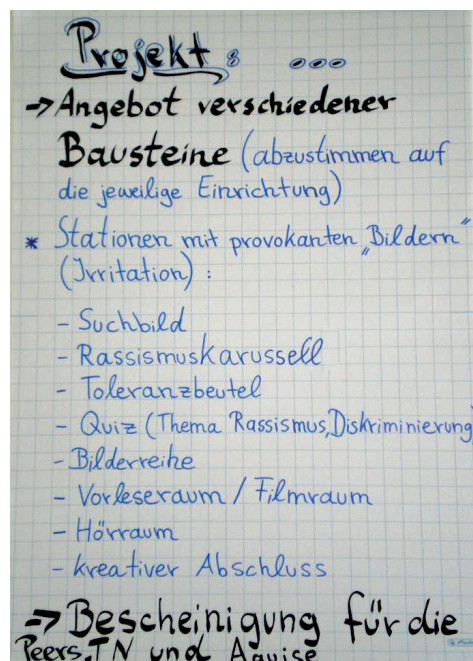 Projekt: ...
→ Angebot verschiedener
Bausteine (abzustimmen auf
die jeweilige Einrichtung)
* Stationen mit provokanten „Bildern"
(Irritation) :
- Suchbild
- Rassismuskarussell
- Toleranzbeutel
- Quiz (Thema Rassismus, Diskriminierung
- Bilderreihe
- Vorleseraum / Filmraum
- Hörraum
- kreativer Abschluss
→ Bescheinigung für die
Peers, TN und Aquise